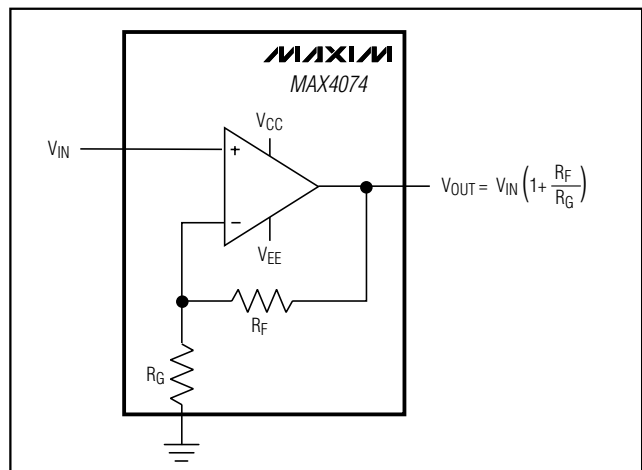 MAXIM
MAX4074
VCC
VIN
+
VOUT = VIN (1+ RF/RG)
−
VEE
RF
RG